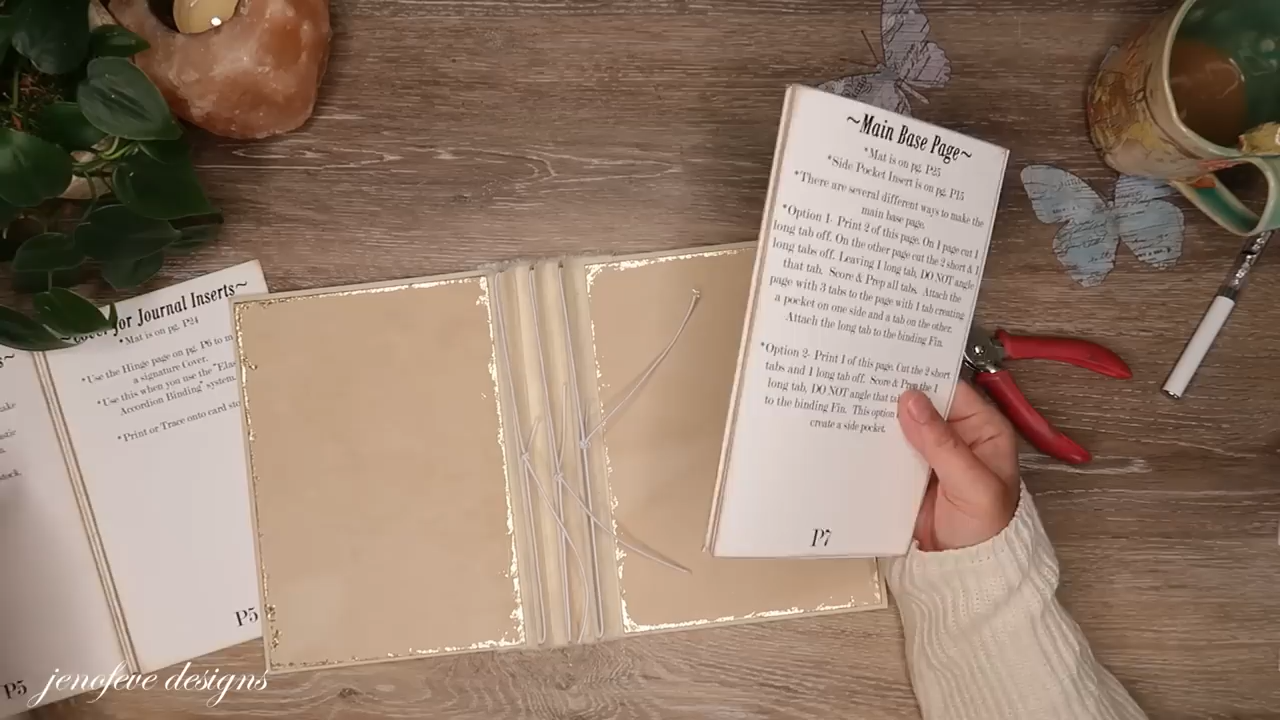 ~Main Base Page~
*Mat is on pg. P25
*Side Pocket Insert is on pg. P15
*There are several different ways to make the
main base page.
*Option 1- Print 2 of this page. On 1 page cut 1
long tab off. On the other page cut the 2 short & 1
long tabs off. Leaving 1 long tab, DO NOT angle
that tab. Score & Prep all tabs. Attach the
page with 3 tabs to the page with 1 tab creating
a pocket on one side and a tab on the other.
Attach the long tab to the binding Fin.
*Option 2- Print 1 of this page. Cut the 2 short
tabs and 1 long tab off. Score & Prep the 1
long tab, DO NOT angle that
to the binding Fin. This option
create a side pocket.
P7
for Journal Inserts~
*Mat is on pg. P24
*Use the Hinge page on pg. P6 to
a signature Cover.
*Use this when you use the
Accordion Binding" system.
*Print or Trace onto card
P5
P5
jenofeve designs